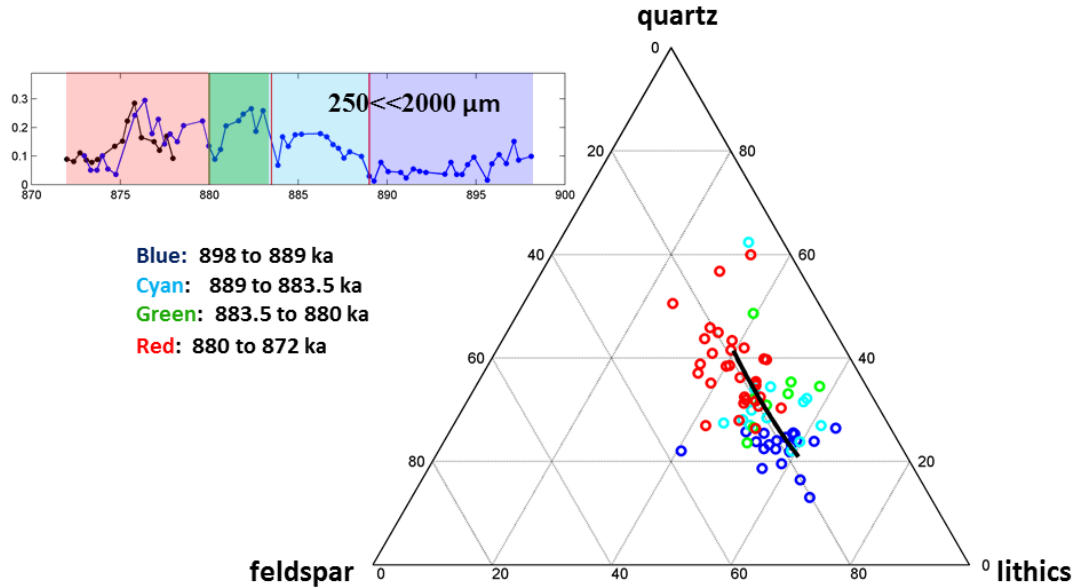 quartz
0
0.3
0.2
0.1
0
250<<2000 μm
870 875 880 885 890 895 900
20 80
Blue: 898 to 889 ka
Cyan: 889 to 883.5 ka
Green: 883.5 to 880 ka
Red: 880 to 872 ka
40 60
60 40
80 20
feldspar 0 20 40 60 80 0 lithics